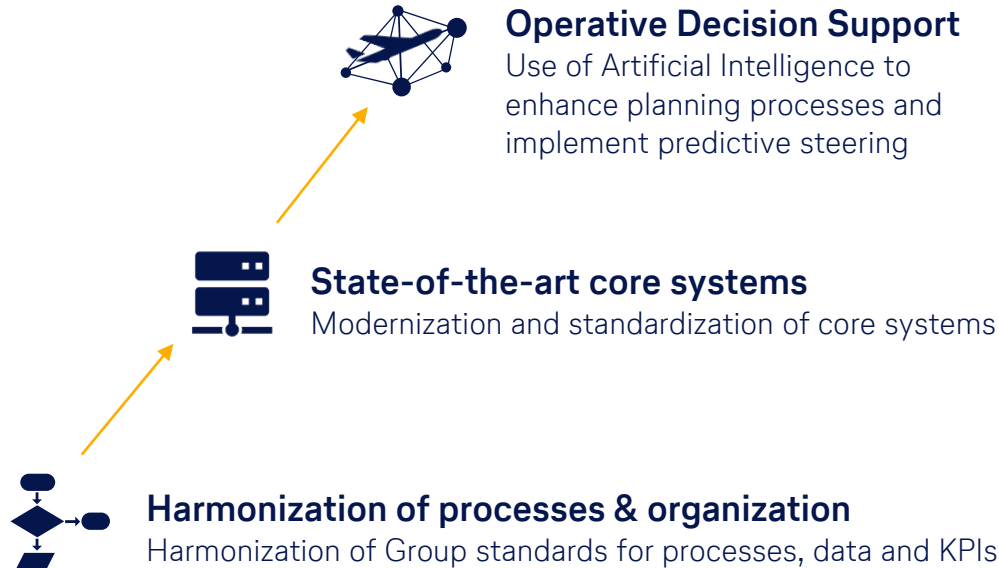 Operative Decision Support
Use of Artificial Intelligence to
enhance planning processes and
implement predictive steering
State-of-the-art core systems
Modernization and standardization of core systems
Harmonization of processes & organization
Harmonization of Group standards for processes, data and KPIs